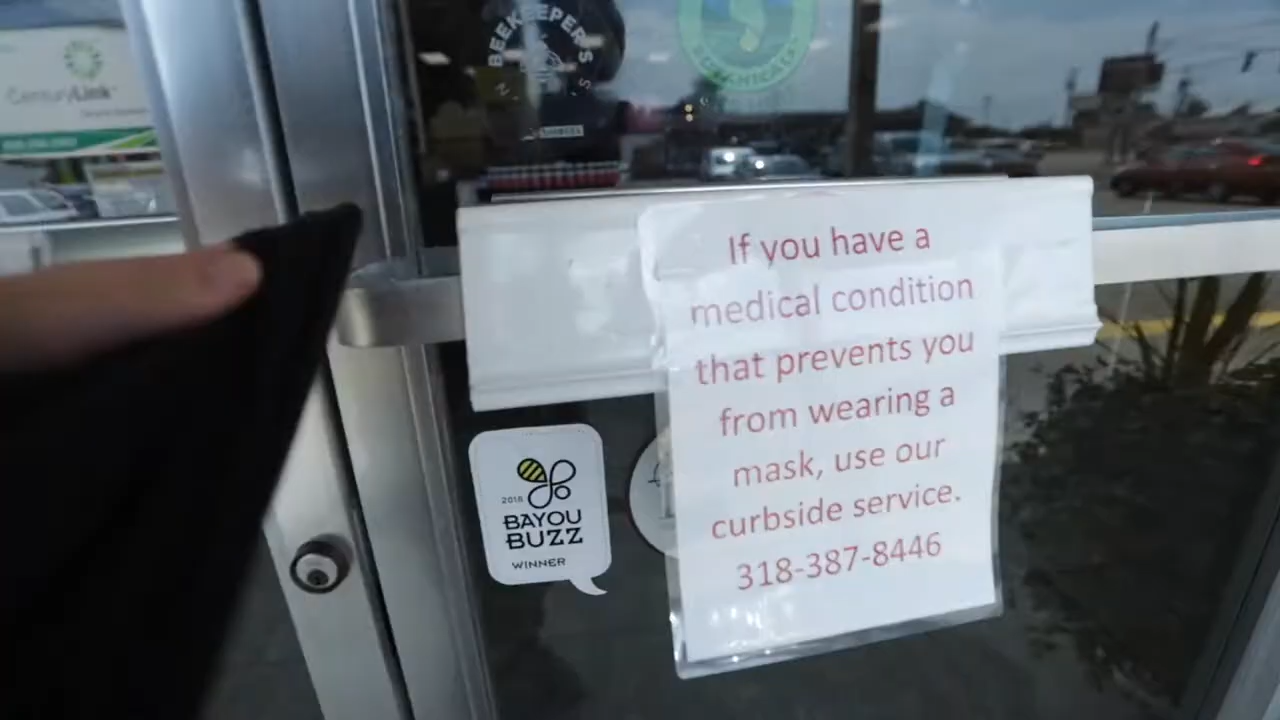 CenturyLink
BEEKEEPER'S
If you have a
medical condition
that prevents you
from wearing a
mask, use our
curbside service.
318-387-8446
2018
BAYOU
BUZZ
WINNER